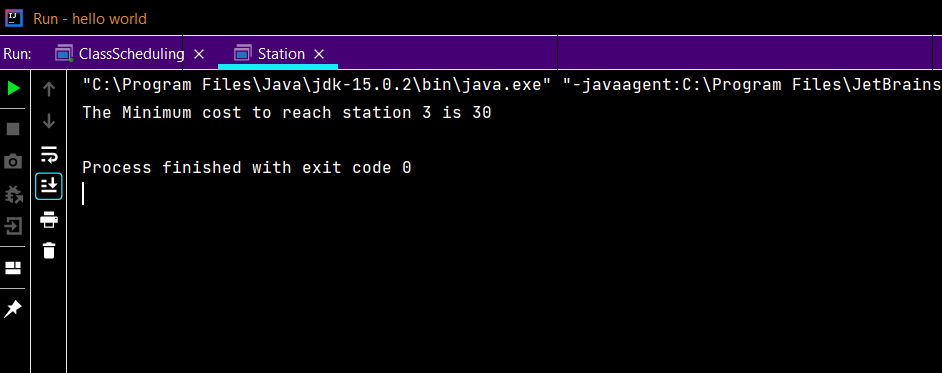 IJ Run - hello world
Run: ClassScheduling Station
"C:\Program Files\Java\jdk-15.0.2\bin\java.exe" "-javaagent:C:\Program Files\JetBrains
The Minimum cost to reach station 3 is 30
Process finished with exit code 0